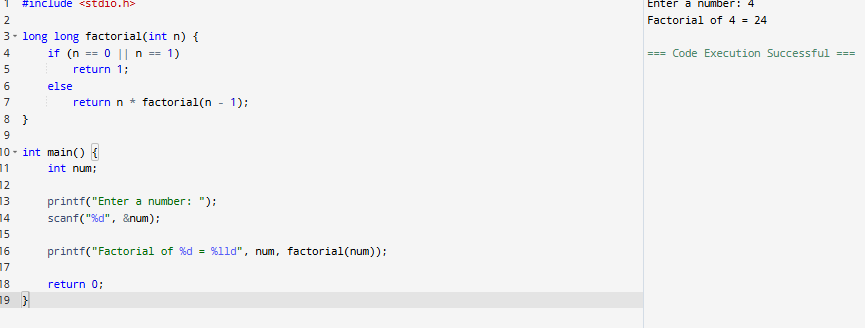 1 #include <stdio.h>
2
3 long long factorial(int n) {
4     if (n == 0 || n == 1)
5         return 1;
6     else
7         return n * factorial(n - 1);
8 }
9
10 int main() {
11     int num;
12
13     printf("Enter a number: ");
14     scanf("%d", &num);
15
16     printf("Factorial of %d = %lld", num, factorial(num));
17
18     return 0;
19 }
Enter a number: 4
Factorial of 4 = 24
=== Code Execution Successful ===